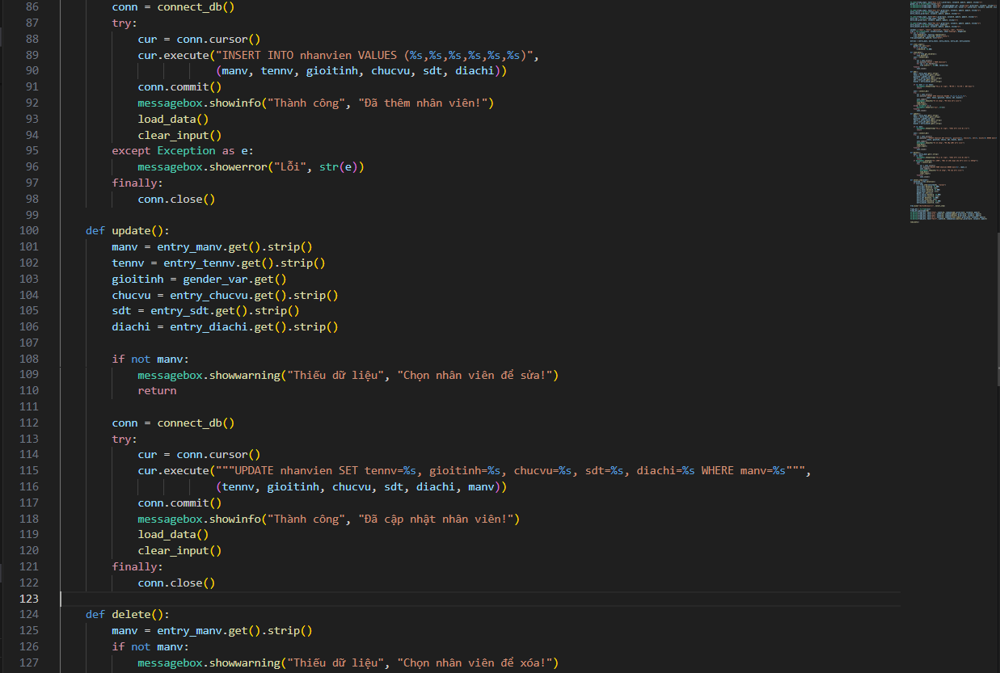 86 conn = connect_db()
87 try:
88 cur = conn.cursor()
89 cur.execute("INSERT INTO nhanvien VALUES (%s,%s,%s,%s,%s,%s)",
90 (manv, tennv, gioitinh, chucvu, sdt, diachi))
91 conn.commit()
92 messagebox.showinfo("Thành công", "Đã thêm nhân viên!")
93 load_data()
94 clear_input()
95 except Exception as e:
96 messagebox.showerror("Lỗi", str(e))
97 finally:
98 conn.close()
99
100 def update():
101 manv = entry_manv.get().strip()
102 tennv = entry_tennv.get().strip()
103 gioitinh = gender_var.get()
104 chucvu = entry_chucvu.get().strip()
105 sdt = entry_sdt.get().strip()
106 diachi = entry_diachi.get().strip()
107
108 if not manv:
109 messagebox.showwarning("Thiếu dữ liệu", "Chọn nhân viên để sửa!")
110 return
111
112 conn = connect_db()
113 try:
114 cur = conn.cursor()
115 cur.execute("""UPDATE nhanvien SET tennv=%s, gioitinh=%s, chucvu=%s, sdt=%s, diachi=%s WHERE manv=%s""",
116 (tennv, gioitinh, chucvu, sdt, diachi, manv))
117 conn.commit()
118 messagebox.showinfo("Thành công", "Đã cập nhật nhân viên!")
119 load_data()
120 clear_input()
121 finally:
122 conn.close()
123
124 def delete():
125 manv = entry_manv.get().strip()
126 if not manv:
127 messagebox.showwarning("Thiếu dữ liệu", "Chọn nhân viên để xóa!")